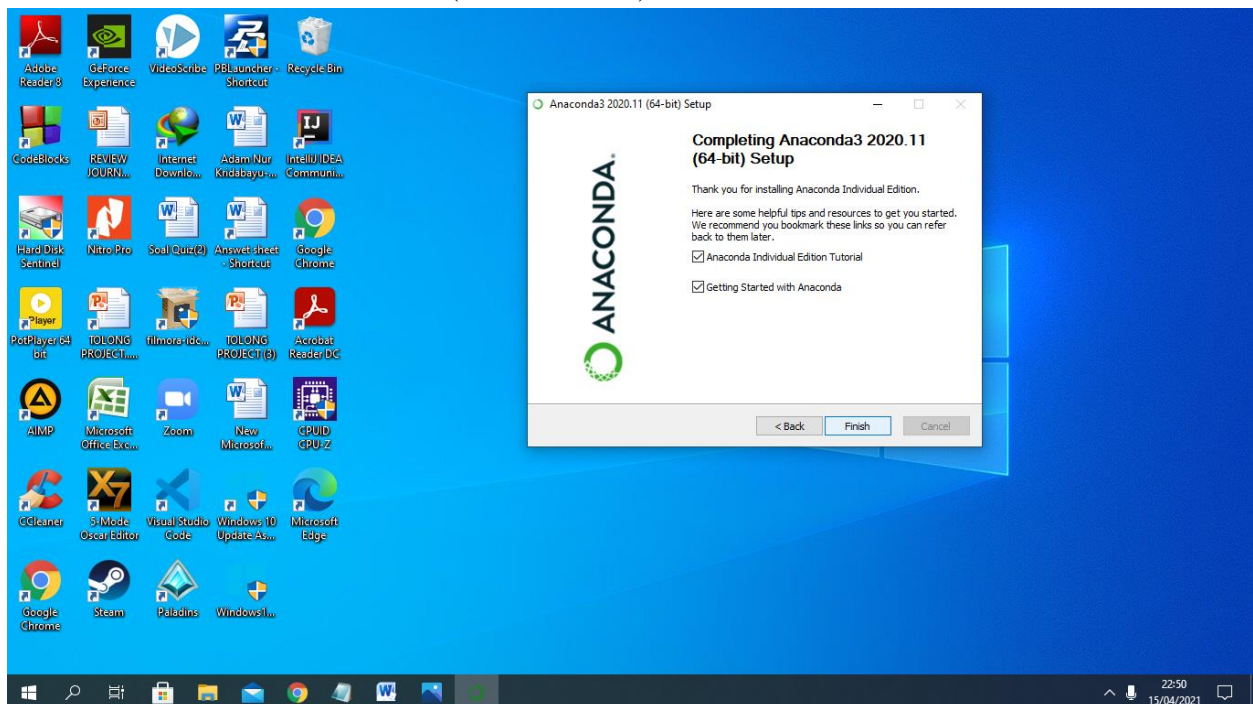 Adobe
Reader 8
GeForce
Experience
VideoScribe
PBLauncher -
Shortcut
Recycle Bin
CodeBlocks
REVIEW
JOURN...
Internet
Downlo...
Adam Nur
Kridabayu-...
IntelliJ IDEA
Communi...
Hard Disk
Sentinel
Nitro Pro
Soal Quiz(2)
Answet sheet
- Shortcut
Google
Chrome
Player
PotPlayer 64
bit
TOLONG
PROJECT.....
filmora-idc...
TOLONG
PROJECT (3)
Acrobat
Reader DC
AIMP
Microsoft
Office Exc...
Zoom
New
Microsof...
CPUID
CPU-Z
CCleaner
X7
5-Mode
Oscar Editor
Visual Studio
Code
Windows 10
Update As...
Microsoft
Edge
Google
Chrome
Steam
Paladins
Windows1...
Anaconda3 2020.11 (64-bit) Setup
ANACONDA.
Completing Anaconda3 2020.11
(64-bit) Setup
Thank you for installing Anaconda Individual Edition.
Here are some helpful tips and resources to get you started.
We recommend you bookmark these links so you can refer
back to them later.
Anaconda Individual Edition Tutorial
Getting Started with Anaconda
< Back
Finish
Cancel
22:50
15/04/2021